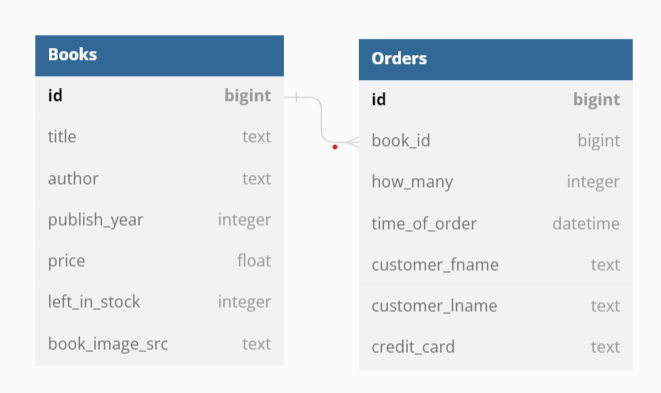 Books
id bigint
title text
author text
publish_year integer
price float
left_in_stock integer
book_image_src text
Orders
id bigint
book_id bigint
how_many integer
time_of_order datetime
customer_fname text
customer_lname text
credit_card text